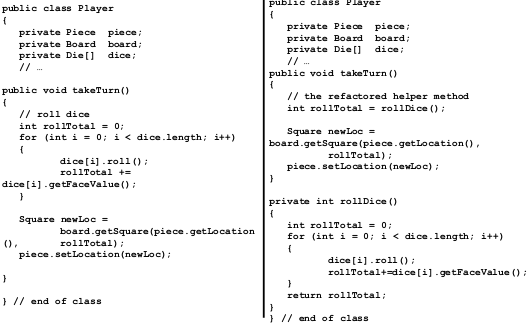 public class Player
{
private Piece piece;
private Board board;
private Die[] dice;
// …
public void takeTurn()
{
// roll dice
int rollTotal = 0;
for (int i = 0; i < dice.length; i++)
{
dice[i].roll();
rollTotal +=
dice[i].getFaceValue();
}
Square newLoc =
board.getSquare(piece.getLocation
(), rollTotal);
piece.setLocation(newLoc);
}
} // end of class
public class Player
{
private Piece piece;
private Board board;
private Die[] dice;
// …
public void takeTurn()
{
// the refactored helper method
int rollTotal = rollDice();
Square newLoc =
board.getSquare(piece.getLocation(),
rollTotal);
piece.setLocation(newLoc);
}
private int rollDice()
{
int rollTotal = 0;
for (int i = 0; i < dice.length; i++)
{
dice[i].roll();
rollTotal+=dice[i].getFaceValue();
}
return rollTotal;
}
} // end of class